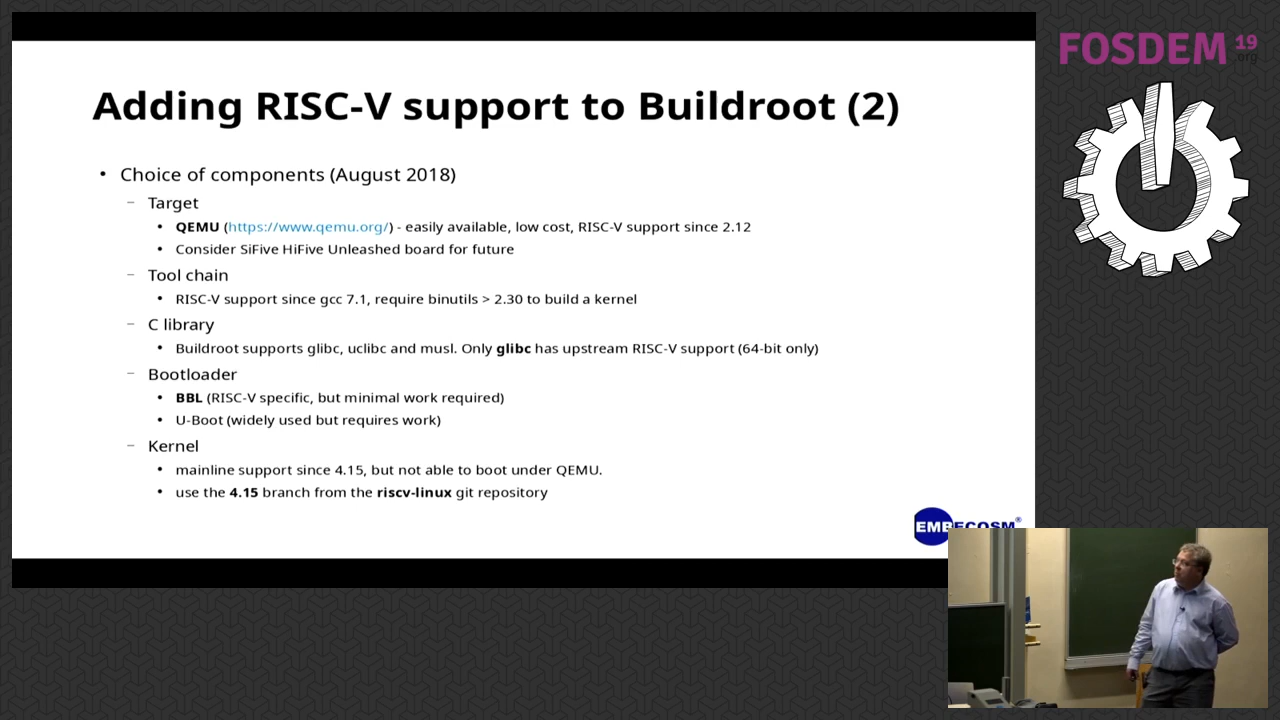 FOSDEM 19
.org
Adding RISC-V support to Buildroot (2)
• Choice of components (August 2018)
– Target
• QEMU (https://www.qemu.org/) - easily available, low cost, RISC-V support since 2.12
• Consider SiFive HiFive Unleashed board for future
– Tool chain
• RISC-V support since gcc 7.1, require binutils > 2.30 to build a kernel
– C library
• Buildroot supports glibc, uclibc and musl. Only glibc has upstream RISC-V support (64-bit only)
– Bootloader
• BBL (RISC-V specific, but minimal work required)
• U-Boot (widely used but requires work)
– Kernel
• mainline support since 4.15, but not able to boot under QEMU.
• use the 4.15 branch from the riscv-linux git repository
EMBECOSM®